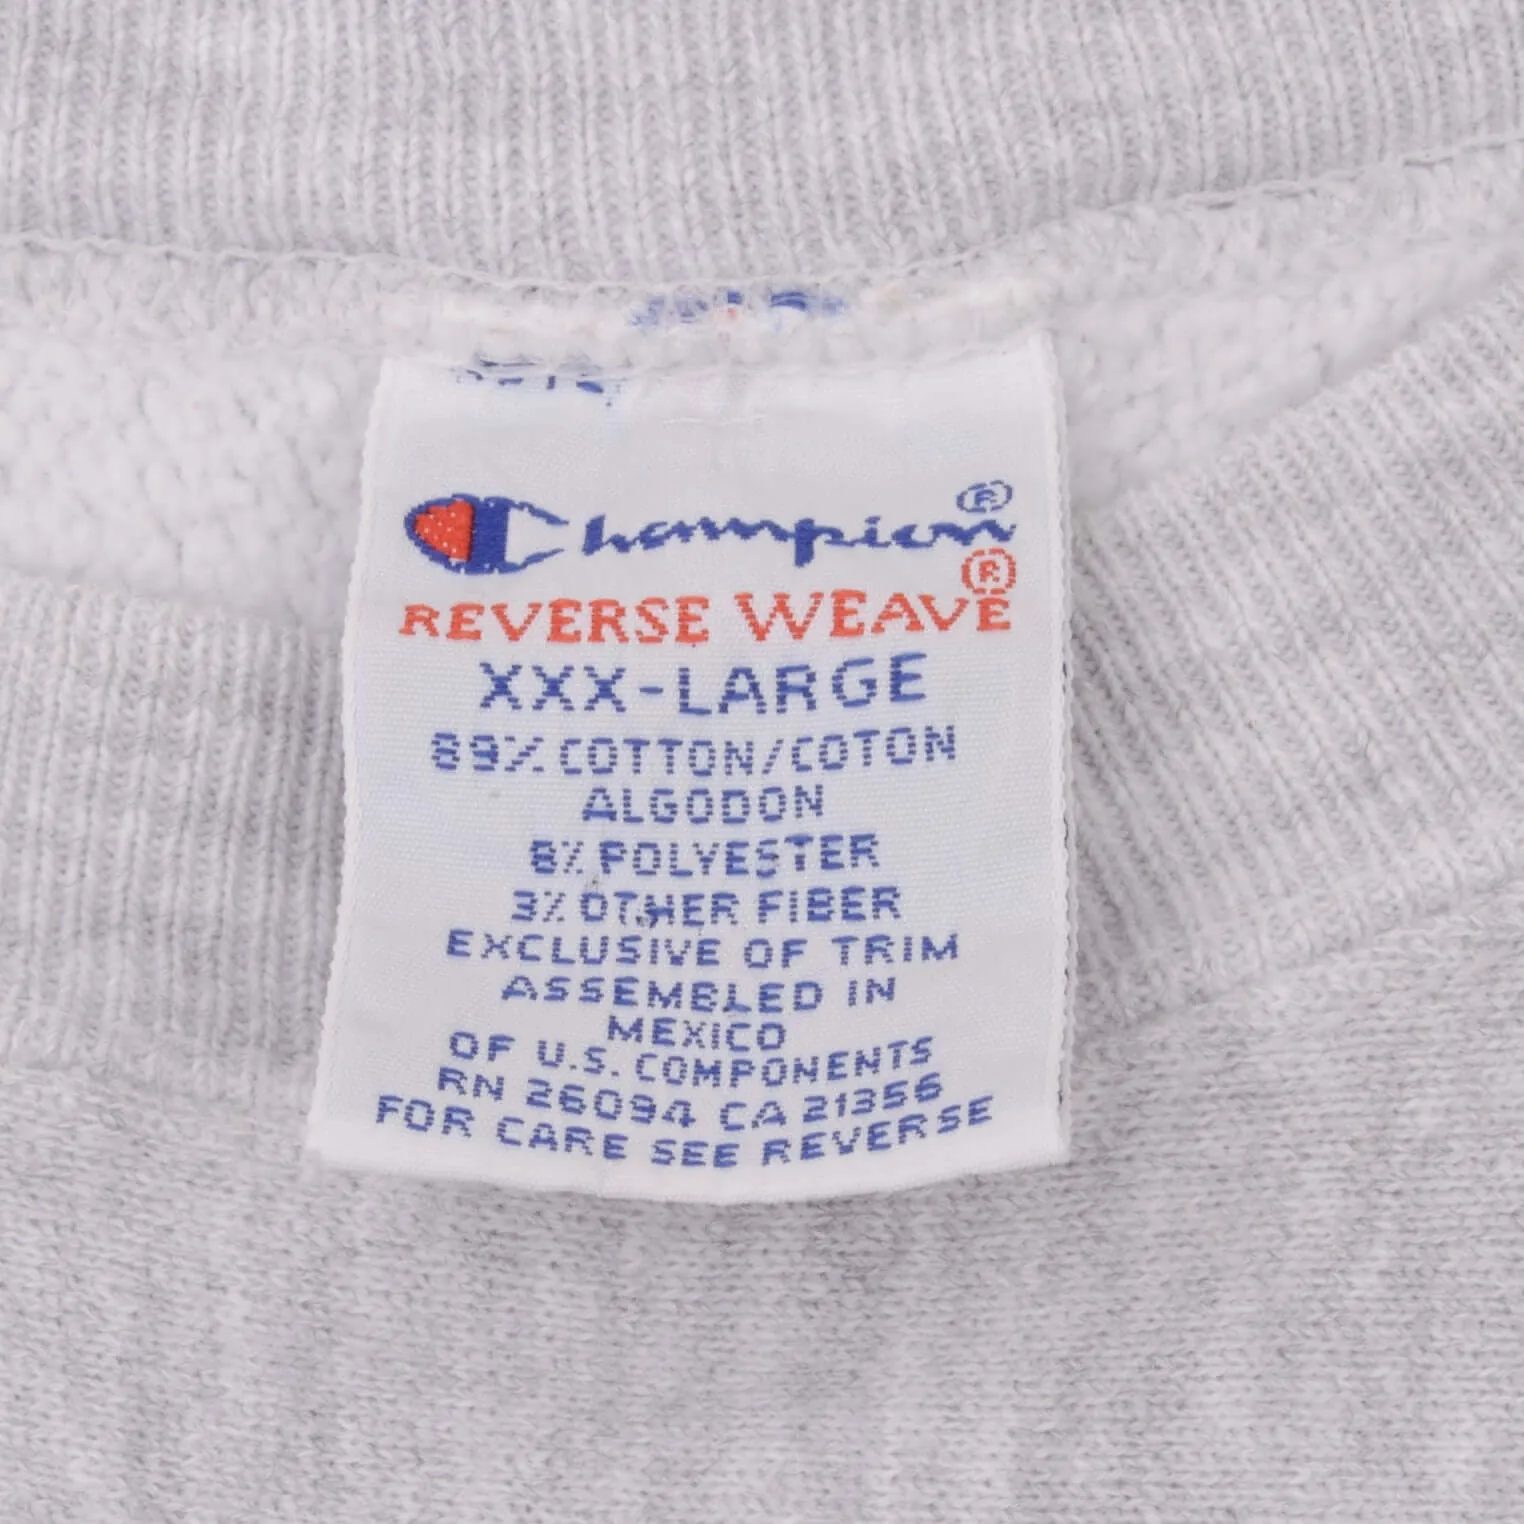 Champion®
REVERSE WEAVE®
XXX-LARGE
89% COTTON/COTON
ALGODON
8% POLYESTER
3% OTHER FIBER
EXCLUSIVE OF TRIM
ASSEMBLED IN
MEXICO
OF U.S. COMPONENTS
RN 26094 CA 21356
FOR CARE SEE REVERSE